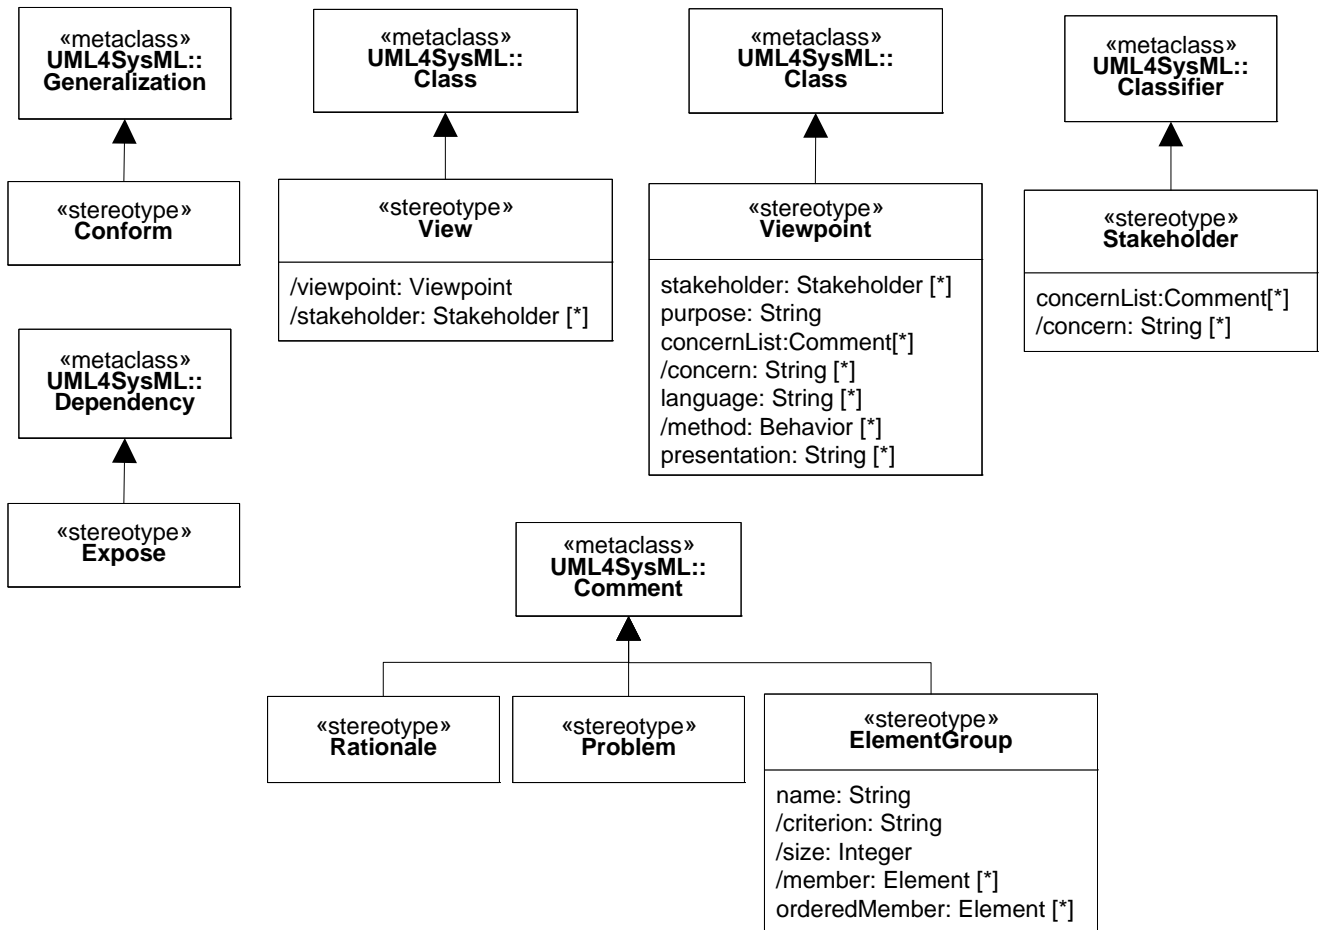 «metaclass»
UML4SysML::
Generalization
«stereotype»
Conform
«metaclass»
UML4SysML::
Dependency
«stereotype»
Expose
«metaclass»
UML4SysML::
Class
«stereotype»
View
/viewpoint: Viewpoint
/stakeholder: Stakeholder [*]
«metaclass»
UML4SysML::
Class
«stereotype»
Viewpoint
stakeholder: Stakeholder [*]
purpose: String
concernList:Comment[*]
/concern: String [*]
language: String [*]
/method: Behavior [*]
presentation: String [*]
«metaclass»
UML4SysML::
Classifier
«stereotype»
Stakeholder
concernList:Comment[*]
/concern: String [*]
«metaclass»
UML4SysML::
Comment
«stereotype»
Rationale
«stereotype»
Problem
«stereotype»
ElementGroup
name: String
/criterion: String
/size: Integer
/member: Element [*]
orderedMember: Element [*]